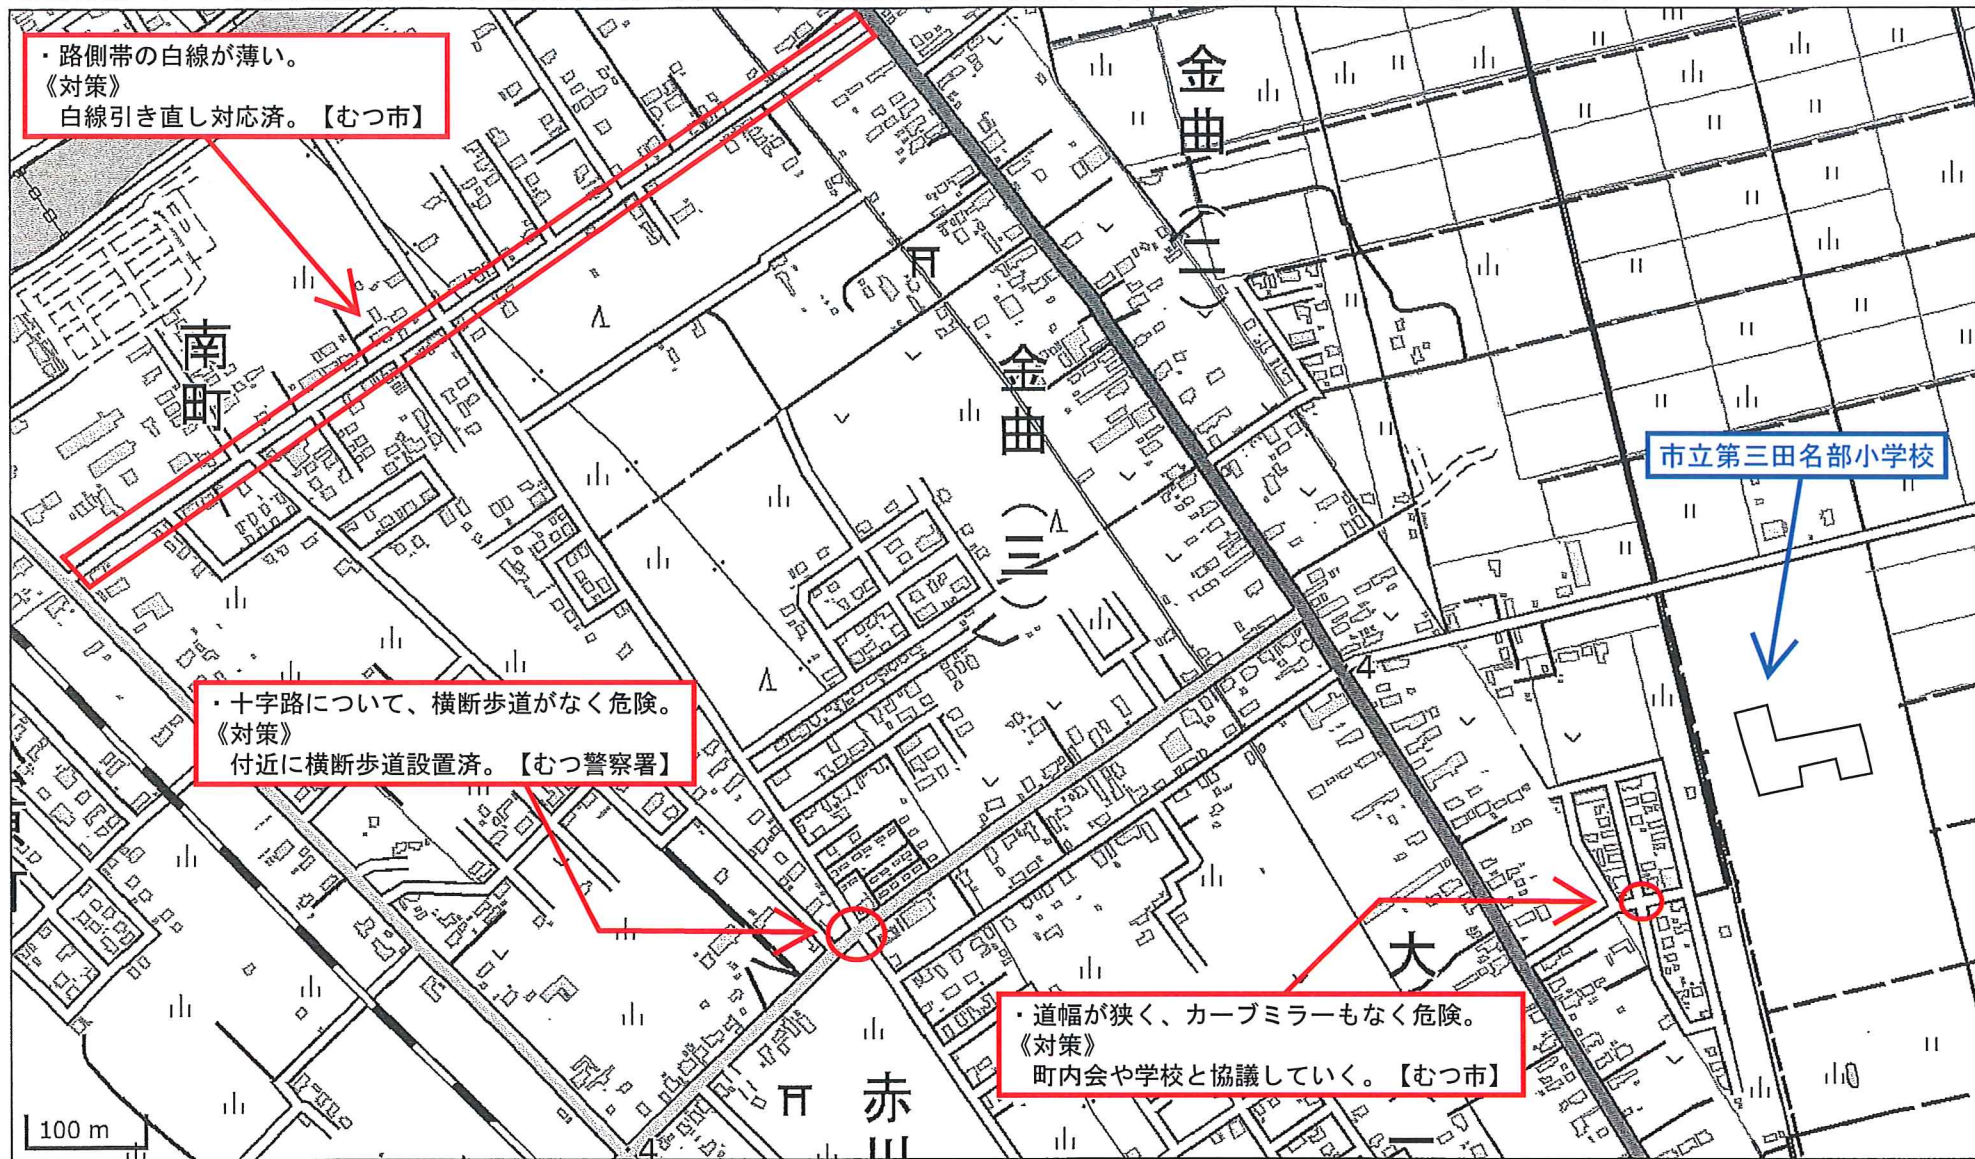 ・路側帯の白線が薄い。
《対策》
白線引き直し対応済。【むつ市】
金曲(二)
南町
金曲(三)
市立第三田名部小学校
4
・十字路について、横断歩道がなく危険。
《対策》
付近に横断歩道設置済。【むつ警察署】
大
・道幅が狭く、カーブミラーもなく危険。
《対策》
町内会や学校と協議していく。【むつ市】
赤川
100 m
4